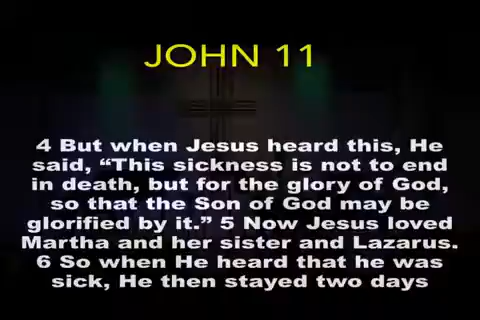 JOHN 11
4 But when Jesus heard this, He
said, “This sickness is not to end
in death, but for the glory of God,
so that the Son of God may be
glorified by it.” 5 Now Jesus loved
Martha and her sister and Lazarus.
6 So when He heard that he was
sick, He then stayed two days